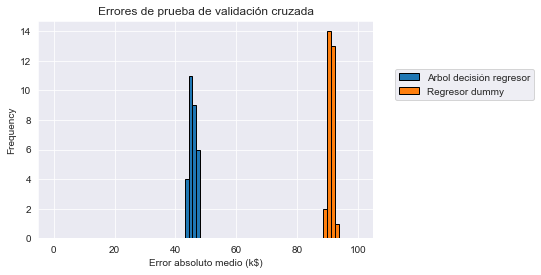 Errores de prueba de validación cruzada
14
12
10
8
6
4
2
0
Frequency
0 20 40 60 80 100
Error absoluto medio (k$)
Arbol decisión regresor
Regresor dummy